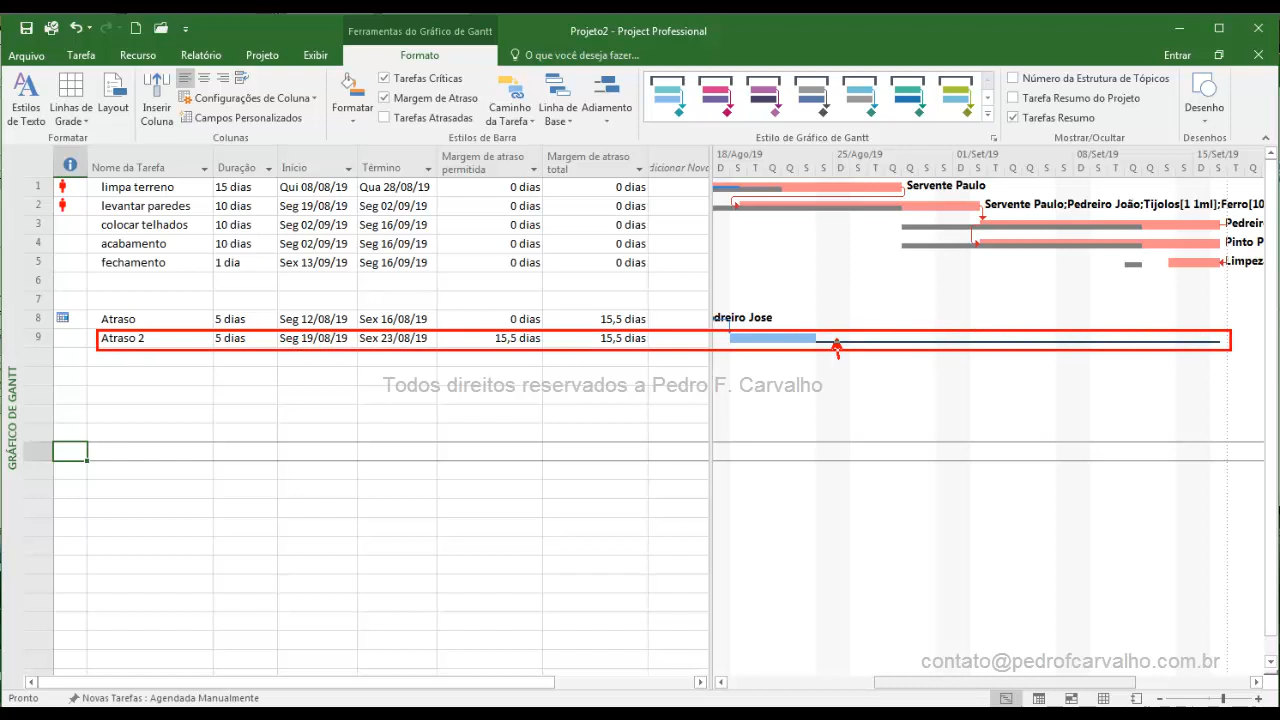 Ferramentas do Gráfico de Gantt
Projeto2 - Project Professional
Arquivo Tarefa Recurso Relatório Projeto Exibir Formato O que você deseja fazer... Entrar
Estilos de Texto
Linhas de Grade
Layout
Formatar
Inserir Coluna
Configurações de Coluna
Campos Personalizados
Colunas
Formatar
Tarefas Críticas
Margem de Atraso
Tarefas Atrasadas
Caminho da Tarefa
Linha de Base
Adiamento
Estilos de Barra
Estilo de Gráfico de Gantt
Número da Estrutura de Tópicos
Tarefa Resumo do Projeto
Tarefas Resumo
Mostrar/Ocultar
Desenho
Desenhos
Nome da Tarefa Duração Início Término Margem de atraso permitida Margem de atraso total dicionar Novo
18/Ago/19 25/Ago/19 01/Set/19 08/Set/19 15/Set/19
D S T Q Q S S D S T Q Q S S D S T Q Q S S D S T Q Q S S D S T Q
1 limpa terreno 15 dias Qui 08/08/19 Qua 28/08/19 0 dias 0 dias Servente Paulo
2 levantar paredes 10 dias Seg 19/08/19 Seg 02/09/19 0 dias 0 dias Servente Paulo;Pedreiro João;Tijolos[1 1ml];Ferro[10
3 colocar telhados 10 dias Seg 02/09/19 Seg 16/09/19 0 dias 0 dias Pedreir
4 acabamento 10 dias Seg 02/09/19 Seg 16/09/19 0 dias 0 dias Pinto P
5 fechamento 1 dia Sex 13/09/19 Seg 16/09/19 0 dias 0 dias Limpez
6
7
8 Atraso 5 dias Seg 12/08/19 Sex 16/08/19 0 dias 15,5 dias dreiro Jose
9 Atraso 2 5 dias Seg 19/08/19 Sex 23/08/19 15,5 dias 15,5 dias
Todos direitos reservados a Pedro F. Carvalho
GRÁFICO DE GANTT
contato@pedrofcarvalho.com.br
Pronto Novas Tarefas : Agendada Manualmente